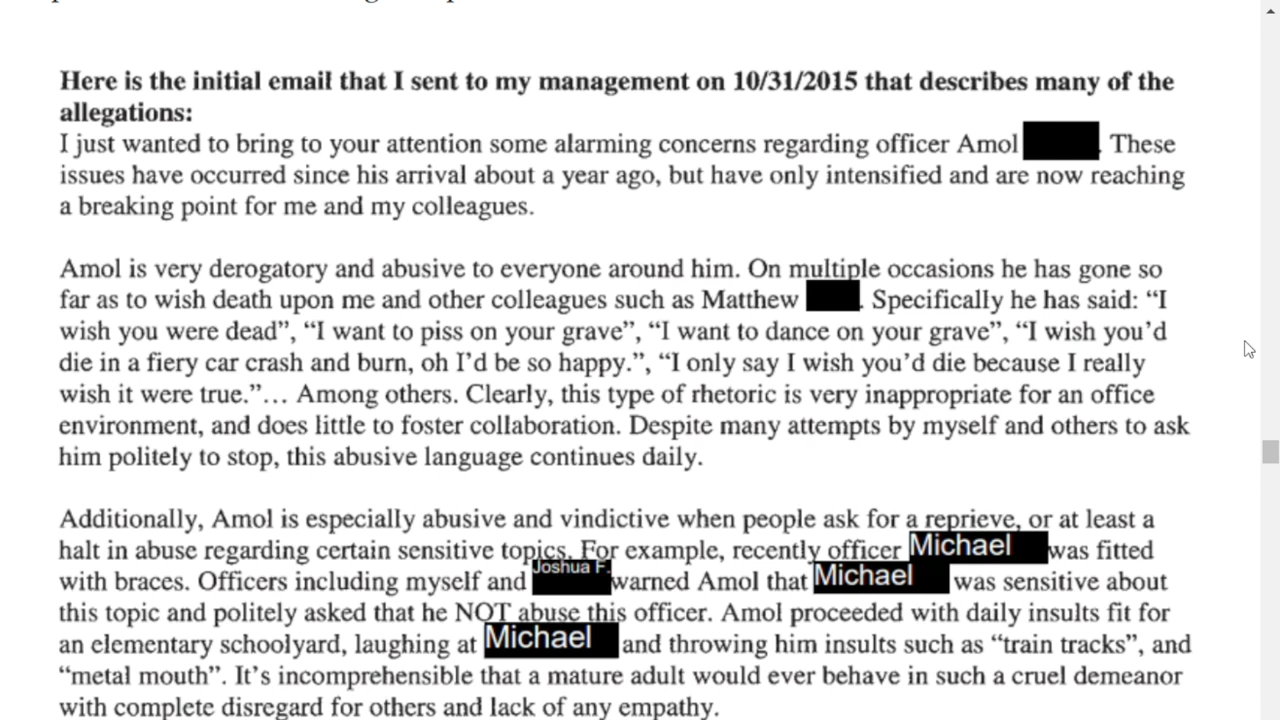 Here is the initial email that I sent to my management on 10/31/2015 that describes many of the
allegations:
I just wanted to bring to your attention some alarming concerns regarding officer Amol . These
issues have occurred since his arrival about a year ago, but have only intensified and are now reaching
a breaking point for me and my colleagues.
Amol is very derogatory and abusive to everyone around him. On multiple occasions he has gone so
far as to wish death upon me and other colleagues such as Matthew . Specifically he has said: “I
wish you were dead”, “I want to piss on your grave”, “I want to dance on your grave”, “I wish you’d
die in a fiery car crash and burn, oh I’d be so happy.”, “I only say I wish you’d die because I really
wish it were true.”… Among others. Clearly, this type of rhetoric is very inappropriate for an office
environment, and does little to foster collaboration. Despite many attempts by myself and others to ask
him politely to stop, this abusive language continues daily.
Additionally, Amol is especially abusive and vindictive when people ask for a reprieve, or at least a
halt in abuse regarding certain sensitive topics. For example, recently officer Michael was fitted
with braces. Officers including myself and Joshua F. warned Amol that Michael was sensitive about
this topic and politely asked that he NOT abuse this officer. Amol proceeded with daily insults fit for
an elementary schoolyard, laughing at Michael and throwing him insults such as “train tracks”, and
“metal mouth”. It’s incomprehensible that a mature adult would ever behave in such a cruel demeanor
with complete disregard for others and lack of any empathy.